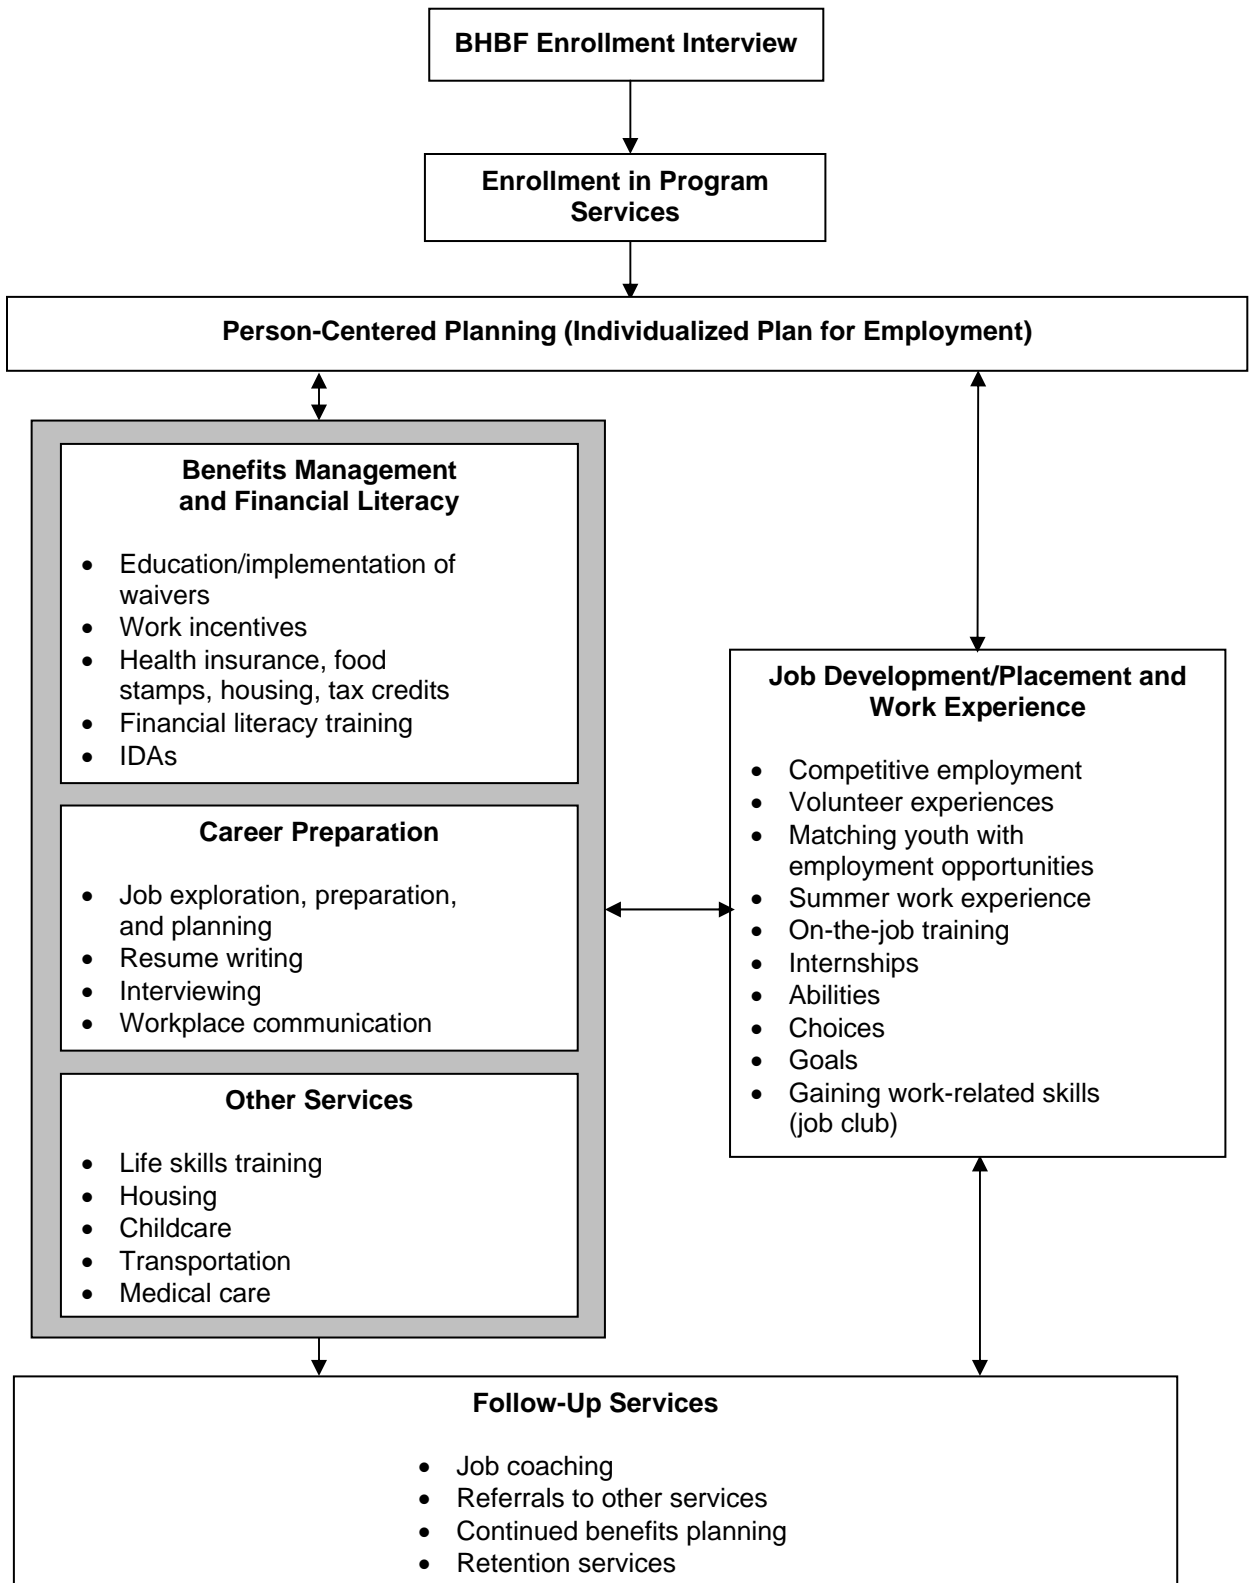 BHBF Enrollment Interview
Enrollment in Program
Services
Person-Centered Planning (Individualized Plan for Employment)
Benefits Management
and Financial Literacy
• Education/implementation of
waivers
• Work incentives
• Health insurance, food
stamps, housing, tax credits
• Financial literacy training
• IDAs
Career Preparation
• Job exploration, preparation,
and planning
• Resume writing
• Interviewing
• Workplace communication
Other Services
• Life skills training
• Housing
• Childcare
• Transportation
• Medical care
Job Development/Placement and
Work Experience
• Competitive employment
• Volunteer experiences
• Matching youth with
employment opportunities
• Summer work experience
• On-the-job training
• Internships
• Abilities
• Choices
• Goals
• Gaining work-related skills
(job club)
Follow-Up Services
• Job coaching
• Referrals to other services
• Continued benefits planning
• Retention services